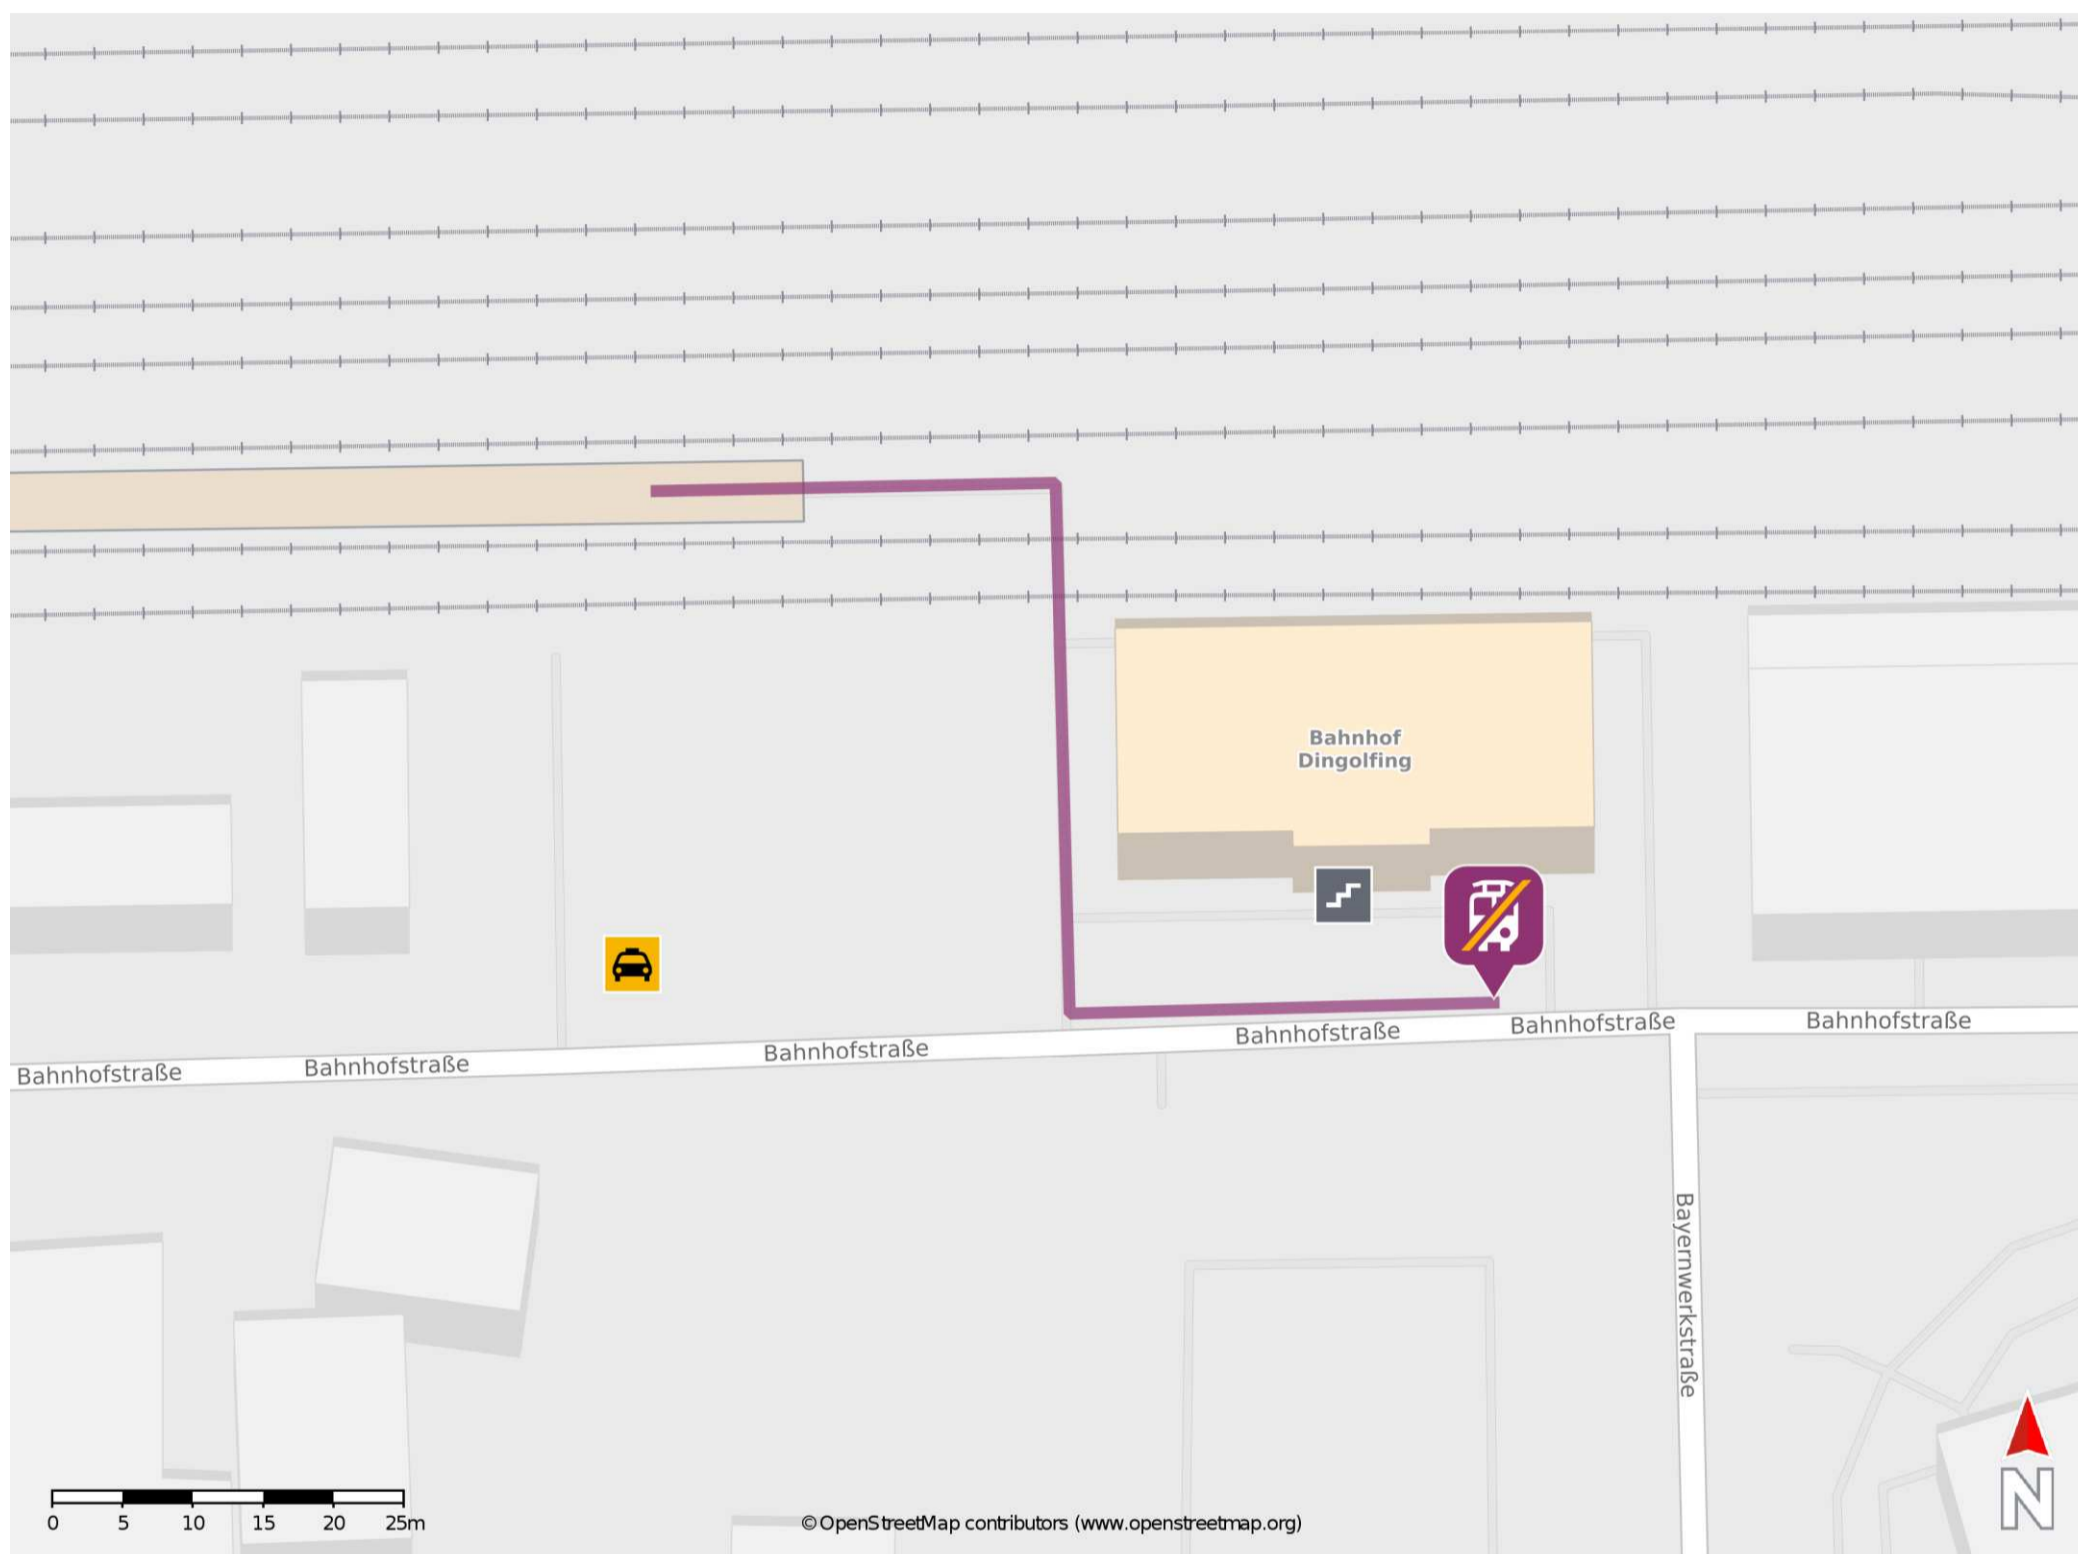 Bahnhof
Dingolfing
Bahnhofstraße
Bahnhofstraße
Bahnhofstraße
Bahnhofstraße
Bahnhofstraße
Bahnhofstraße
Bayernwerkstraße
0 5 10 15 20 25m
©OpenStreetMap contributors (www.openstreetmap.org)
N